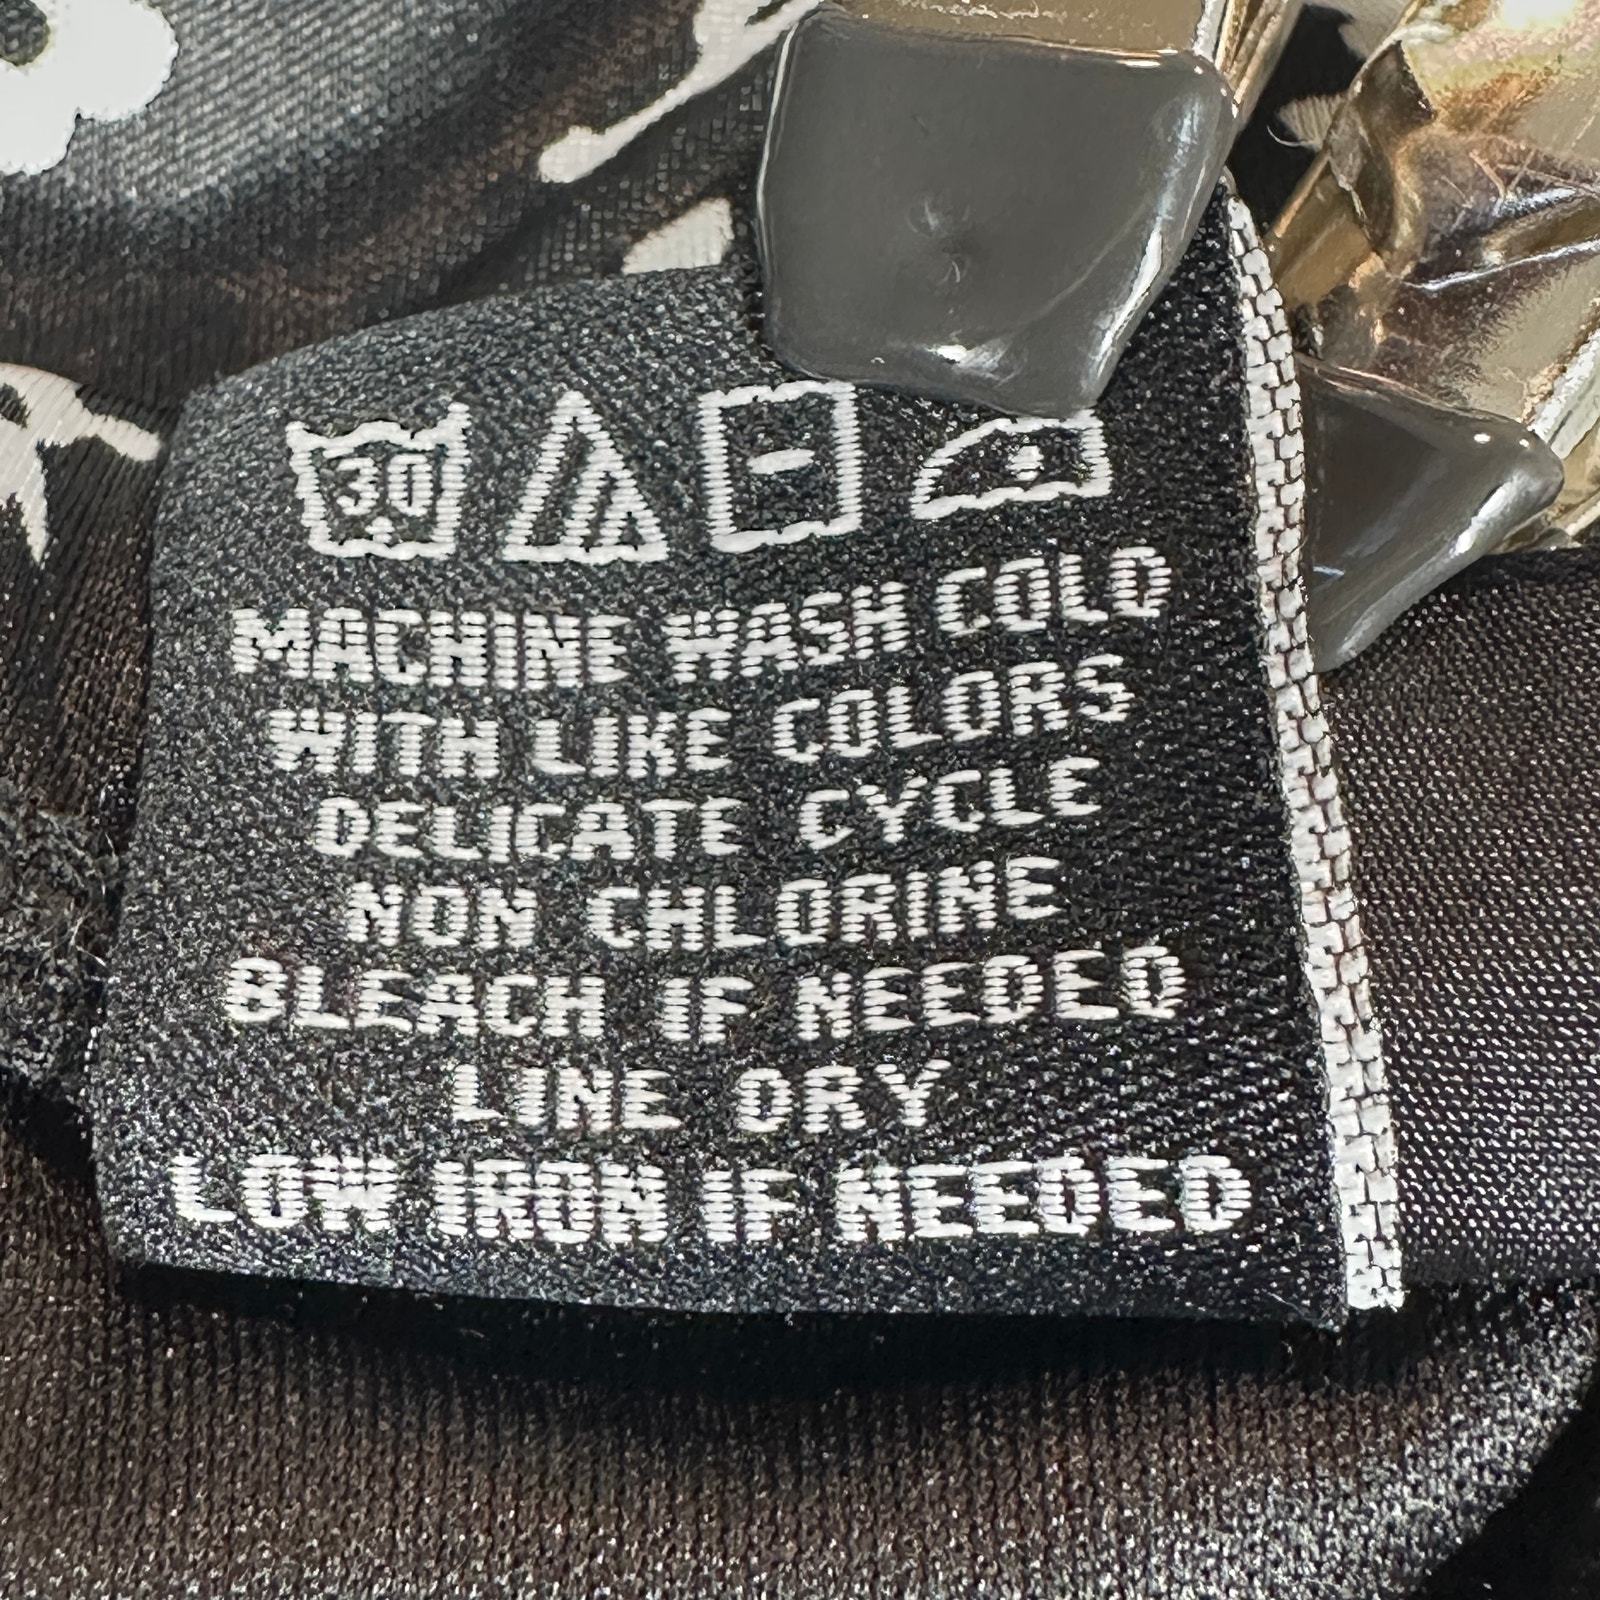 30
MACHINE WASH COLD
WITH LIKE COLORS
DELICATE CYCLE
NON CHLORINE
BLEACH IF NEEDED
LINE DRY
LOW IRON IF NEEDED